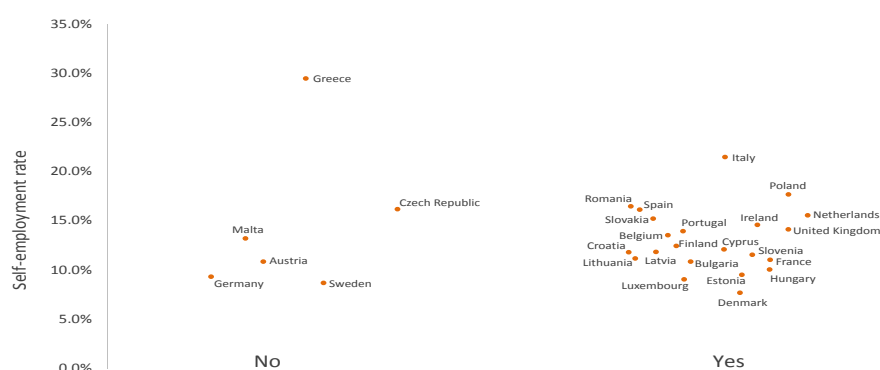 35.0%
30.0%
25.0%
20.0%
15.0%
10.0%
5.0%
0.0%
Self-employment rate
Greece
Czech Republic
Malta
Austria
Germany
Sweden
Italy
Poland
Romania
Spain
Netherlands
Slovakia
Portugal
Ireland
United Kingdom
Belgium
Croatia
Finland
Cyprus
Slovenia
Lithuania
Latvia
Bulgaria
France
Luxembourg
Estonia
Hungary
Denmark
No
Yes